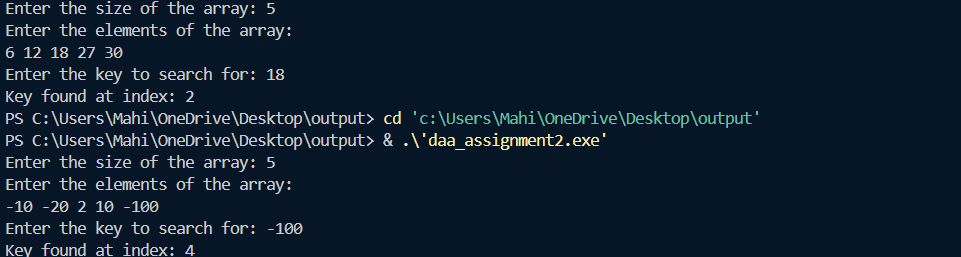 Enter the size of the array: 5
Enter the elements of the array:
6 12 18 27 30
Enter the key to search for: 18
Key found at index: 2
PS C:\Users\Mahi\OneDrive\Desktop\output> cd 'c:\Users\Mahi\OneDrive\Desktop\output'
PS C:\Users\Mahi\OneDrive\Desktop\output> & .\'daa_assignment2.exe'
Enter the size of the array: 5
Enter the elements of the array:
-10 -20 2 10 -100
Enter the key to search for: -100
Key found at index: 4